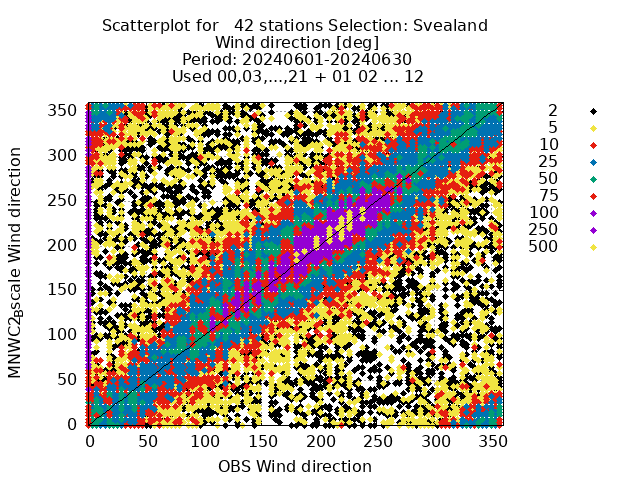 Scatterplot for 42 stations Selection: Svealand
Wind direction [deg]
Period: 20240601-20240630
Used 00,03,...,21 + 01 02 ... 12
350
300
250
200
150
100
50
0
MNWC2Bscale Wind direction
0 50 100 150 200 250 300 350
OBS Wind direction
2
5
10
25
50
75
100
250
500